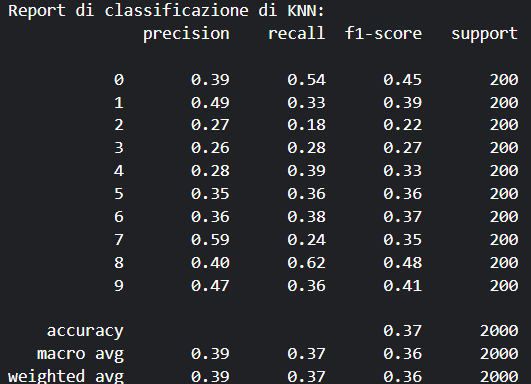 Report di classificazione di KNN:
precision recall f1-score support
0 0.39 0.54 0.45 200
1 0.49 0.33 0.39 200
2 0.27 0.18 0.22 200
3 0.26 0.28 0.27 200
4 0.28 0.39 0.33 200
5 0.35 0.36 0.36 200
6 0.36 0.38 0.37 200
7 0.59 0.24 0.35 200
8 0.40 0.62 0.48 200
9 0.47 0.36 0.41 200
accuracy 0.37 2000
macro avg 0.39 0.37 0.36 2000
weighted avg 0.39 0.37 0.36 2000